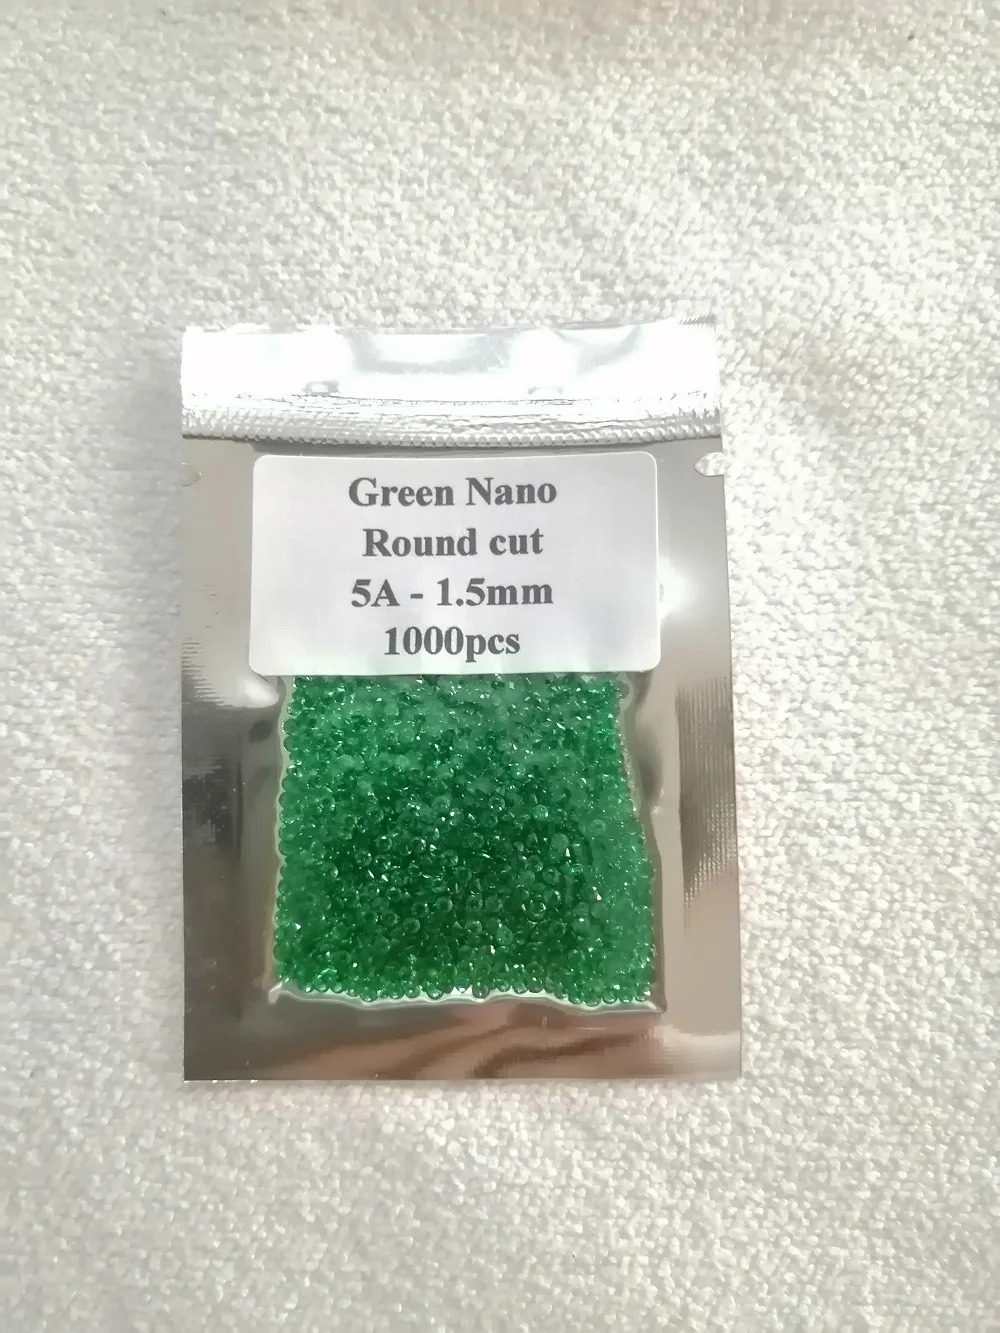 Green Nano
Round cut
5A - 1.5mm
1000pcs